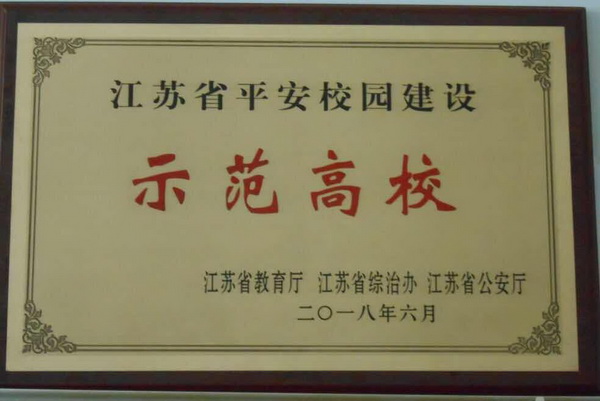 江苏省平安校园建设
示范高校
江苏省教育厅 江苏省综治办 江苏省公安厅
二〇一八年六月